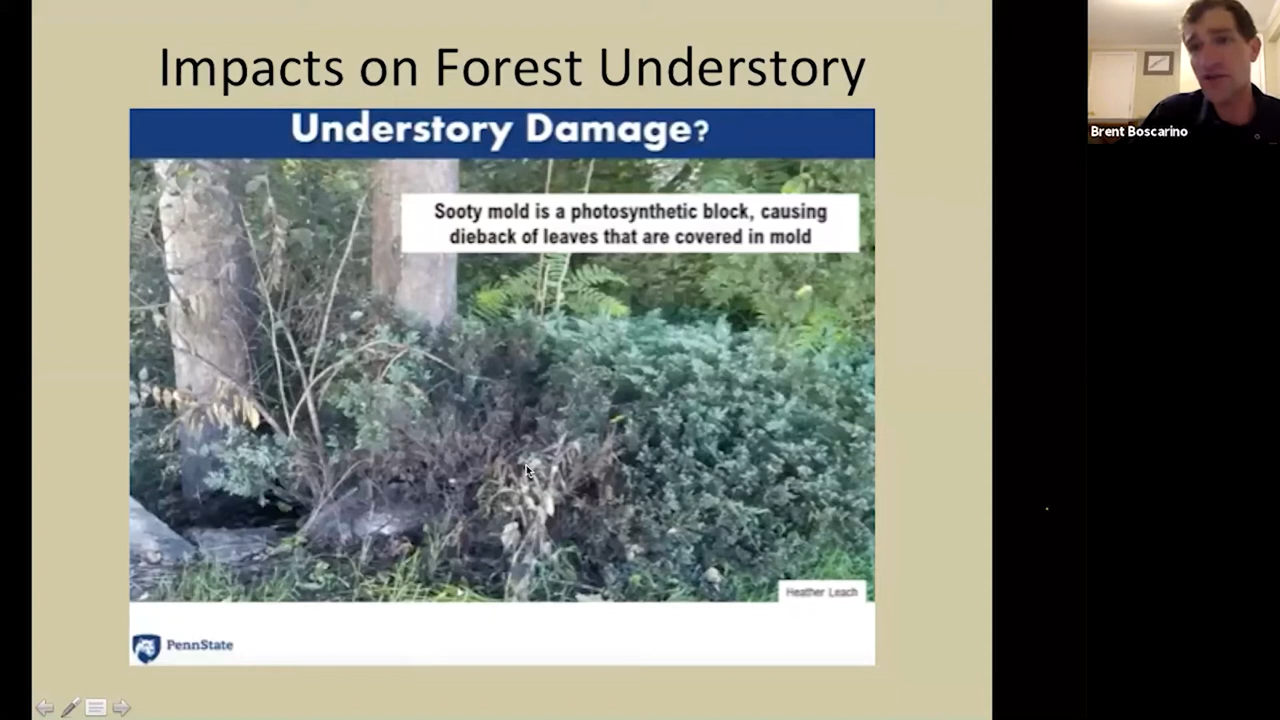 Impacts on Forest Understory
Understory Damage?
Sooty mold is a photosynthetic block, causing
dieback of leaves that are covered in mold
Heather Leach
PennState
Brent Boscarino